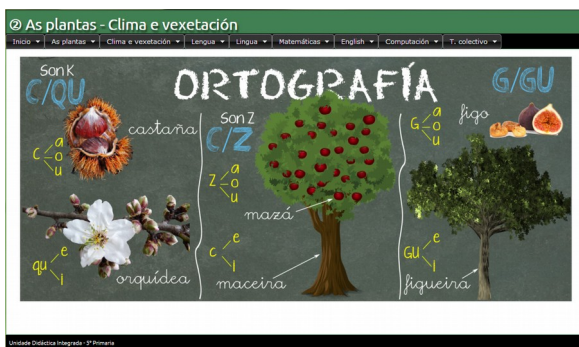 ② As plantas - Clima e vexetación
Inicio As plantas Clima e vexetación Lengua Lingua Matemáticas English Computación T. colectivo
ORTOGRAFÍA
Son K
C/QU
castaña
c a o u
qu e i
orquídea
Son Z
C/Z
z a o u
mazá
c e i
maceira
G/GU
figo
G a o u
GU e i
figueira
Unidade Didáctica Integrada - 5º Primaria